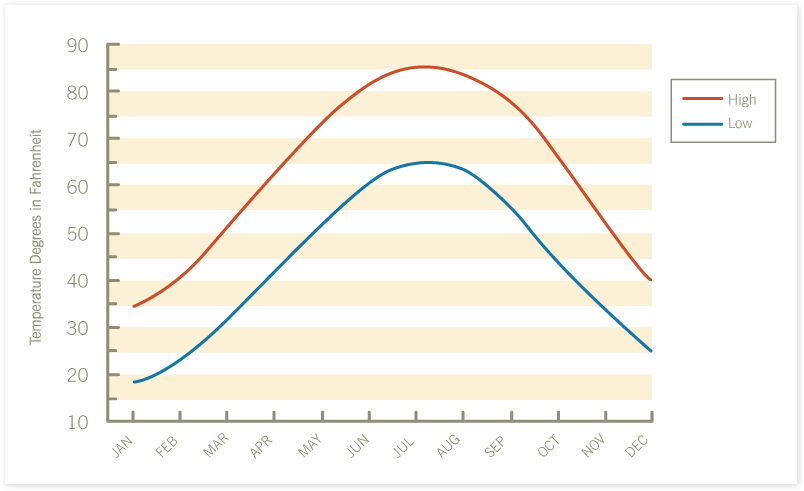 Temperature Degrees in Fahrenheit
90
80
70
60
50
40
30
20
10
JAN FEB MAR APR MAY JUN JUL AUG SEP OCT NOV DEC
High
Low